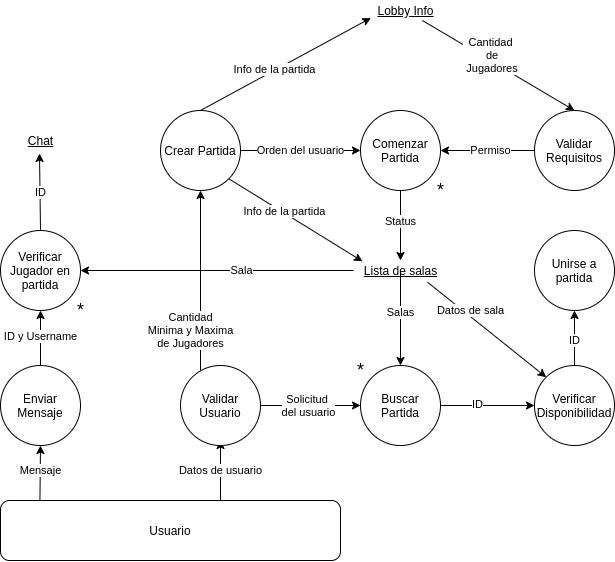 Lobby Info
Cantidad
de
Jugadores
Info de la partida
Chat
Crear Partida
Orden del usuario
Comenzar
Partida
Permiso
Validar
Requisitos
*
ID
Info de la partida
Status
Verificar
Jugador en
partida
Sala
Lista de salas
Unirse a
partida
*
ID y Username
Cantidad
Minima y Maxima
de Jugadores
Salas
Datos de sala
ID
*
Enviar
Mensaje
Validar
Usuario
Solicitud
del usuario
Buscar
Partida
ID
Verificar
Disponibilidad
Mensaje
Datos de usuario
Usuario